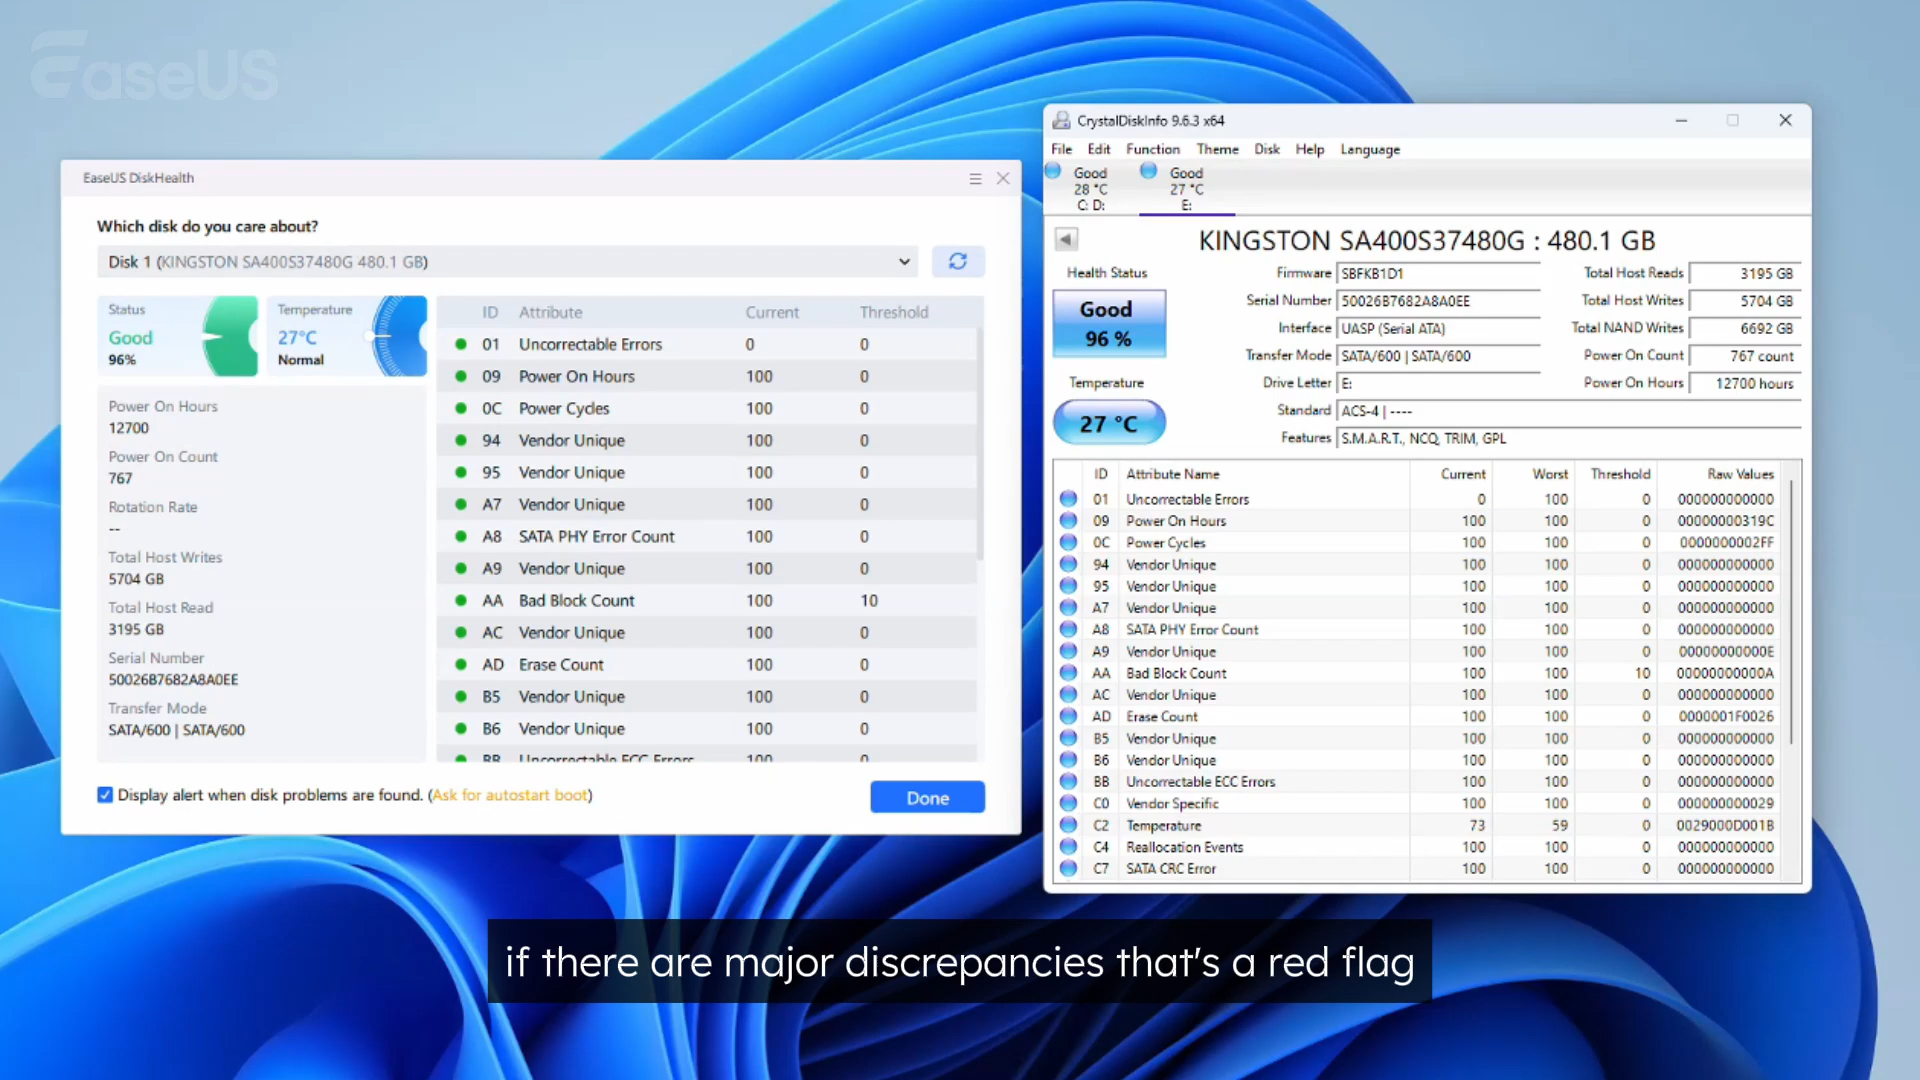 EaseUS
EaseUS DiskHealth
Which disk do you care about?
Disk 1 (KINGSTON SA400S37480G 480.1 GB)
Status
Good
96%
Temperature
27°C
Normal
Power On Hours
12700
Power On Count
767
Rotation Rate
--
Total Host Writes
5704 GB
Total Host Read
3195 GB
Serial Number
50026B7682A8A0EE
Transfer Mode
SATA/600 | SATA/600
ID Attribute Current Threshold
01 Uncorrectable Errors 0 0
09 Power On Hours 100 0
0C Power Cycles 100 0
94 Vendor Unique 100 0
95 Vendor Unique 100 0
A7 Vendor Unique 100 0
A8 SATA PHY Error Count 100 0
A9 Vendor Unique 100 0
AA Bad Block Count 100 10
AC Vendor Unique 100 0
AD Erase Count 100 0
B5 Vendor Unique 100 0
B6 Vendor Unique 100 0
BB Uncorrectable ECC Errors 100 0
Display alert when disk problems are found. (Ask for autostart boot)
Done
CrystalDiskInfo 9.6.3 x64
File Edit Function Theme Disk Help Language
Good Good
28 °C 27 °C
C: D: E:
KINGSTON SA400S37480G : 480.1 GB
Health Status
Good
96 %
Temperature
27 °C
Firmware SBFKB1D1
Serial Number 50026B7682A8A0EE
Interface UASP (Serial ATA)
Transfer Mode SATA/600 | SATA/600
Drive Letter E:
Standard ACS-4 | ----
Features S.M.A.R.T., NCQ, TRIM, GPL
Total Host Reads 3195 GB
Total Host Writes 5704 GB
Total NAND Writes 6692 GB
Power On Count 767 count
Power On Hours 12700 hours
ID Attribute Name Current Worst Threshold Raw Values
01 Uncorrectable Errors 0 100 0 000000000000
09 Power On Hours 100 100 0 00000000319C
0C Power Cycles 100 100 0 0000000002FF
94 Vendor Unique 100 100 0 000000000000
95 Vendor Unique 100 100 0 000000000000
A7 Vendor Unique 100 100 0 000000000000
A8 SATA PHY Error Count 100 100 0 000000000000
A9 Vendor Unique 100 100 0 00000000000E
AA Bad Block Count 100 100 10 00000000000A
AC Vendor Unique 100 100 0 000000000000
AD Erase Count 100 100 0 0000001F0026
B5 Vendor Unique 100 100 0 000000000000
B6 Vendor Unique 100 100 0 000000000000
BB Uncorrectable ECC Errors 100 100 0 000000000000
C0 Vendor Specific 100 100 0 000000000029
C2 Temperature 73 59 0 0029000D001B
C4 Reallocation Events 100 100 0 000000000000
C7 SATA CRC Error 100 100 0 000000000000
if there are major discrepancies that's a red flag